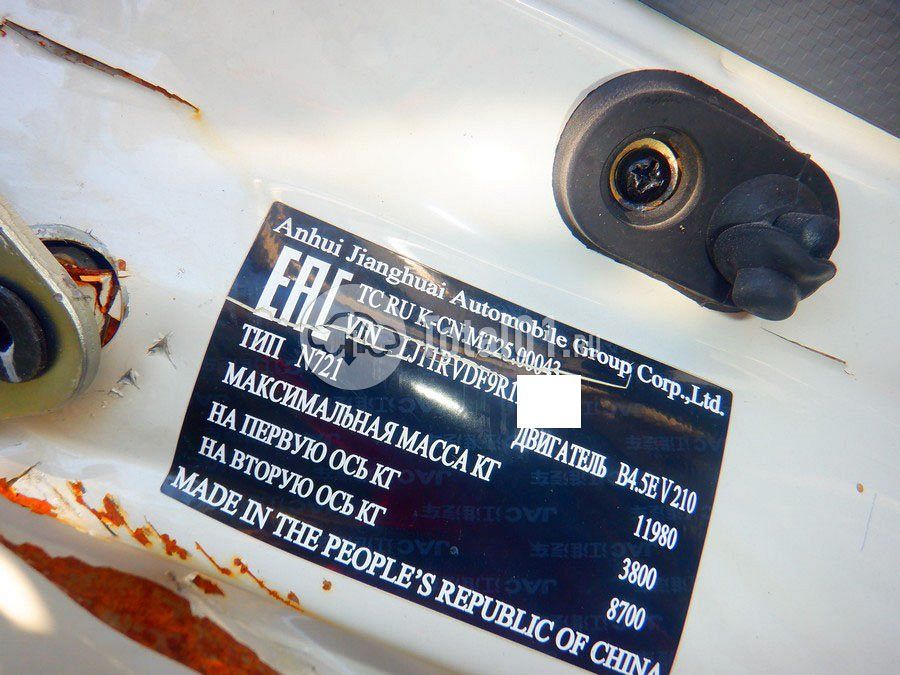 Anhui Jianghuai Automobile Group Corp.,Ltd.
EAC TC RU K-CN.MT25.00043
VIN LJ11RVDF9R1
ТИП N721 ДВИГАТЕЛЬ B4.5EV210
МАКСИМАЛЬНАЯ МАССА КГ 11980
НА ПЕРВУЮ ОСЬ КГ 3800
НА ВТОРУЮ ОСЬ КГ 8700
MADE IN THE PEOPLE'S REPUBLIC OF CHINA